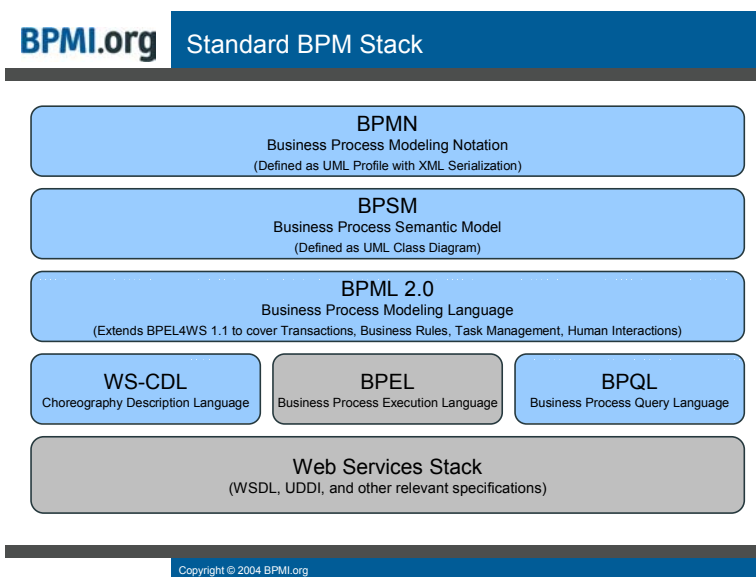 BPMI.org
Standard BPM Stack
BPMN
Business Process Modeling Notation
(Defined as UML Profile with XML Serialization)
BPSM
Business Process Semantic Model
(Defined as UML Class Diagram)
BPML 2.0
Business Process Modeling Language
(Extends BPEL4WS 1.1 to cover Transactions, Business Rules, Task Management, Human Interactions)
WS-CDL
Choreography Description Language
BPEL
Business Process Execution Language
BPQL
Business Process Query Language
Web Services Stack
(WSDL, UDDI, and other relevant specifications)
Copyright © 2004 BPMI.org